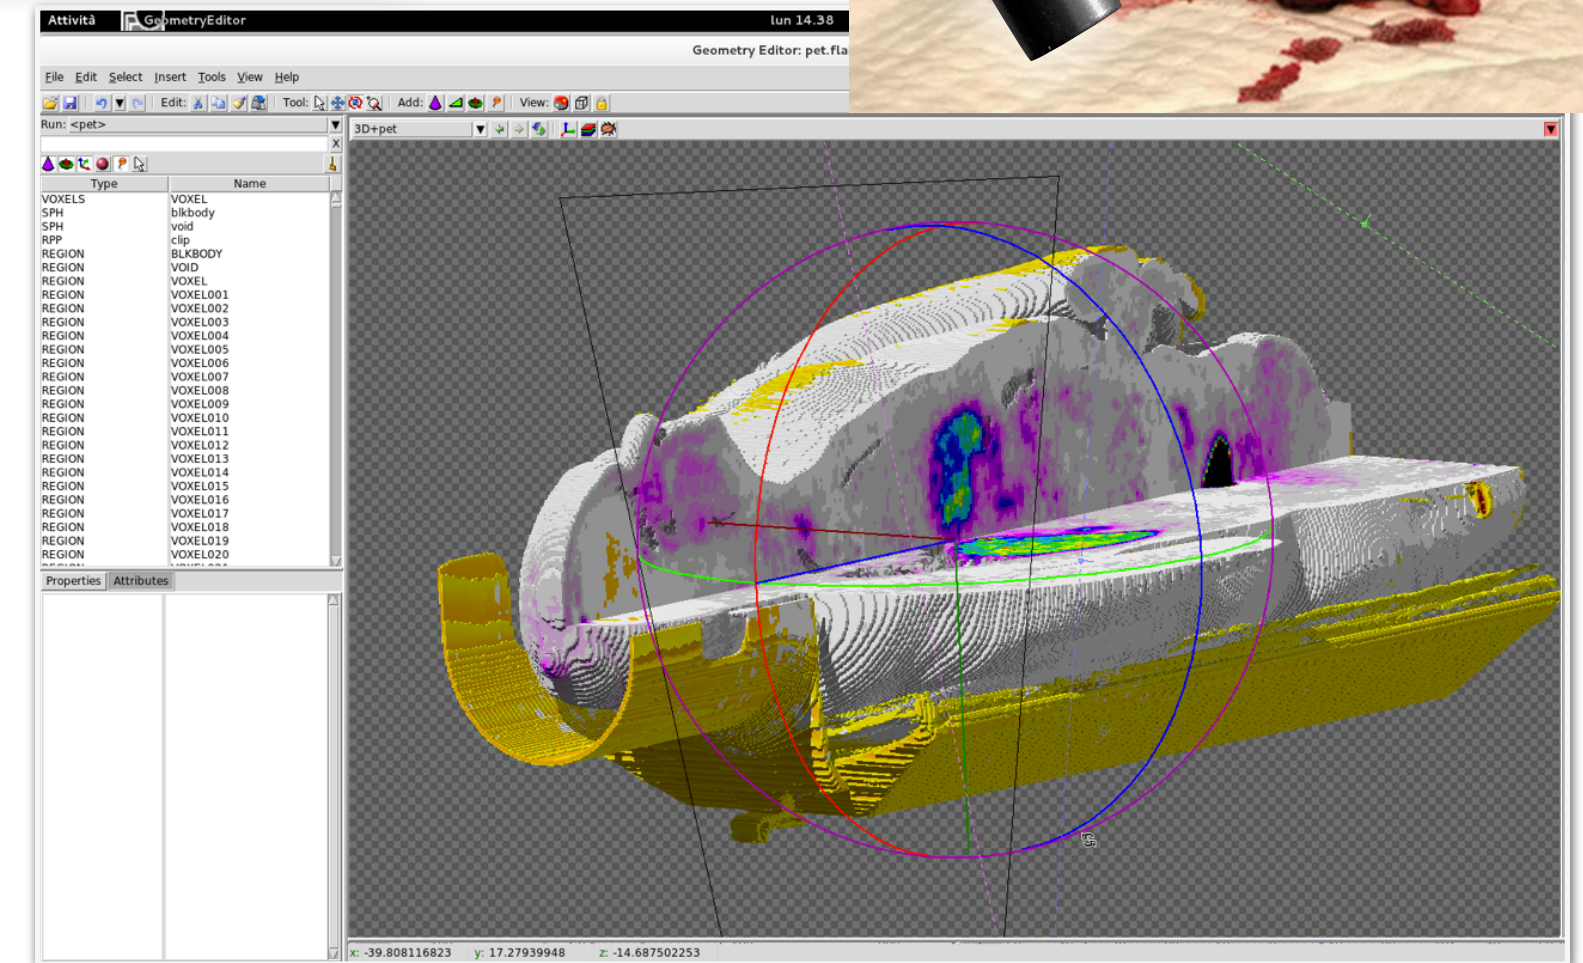 Attività GeometryEditor lun 14.38
Geometry Editor: pet.fla
File Edit Select Insert Tools View Help
Edit: Tool: Add: View:
Run: <pet>
3D+pet
X
Type Name
VOXELS VOXEL
SPH blkbody
SPH void
RPP clip
REGION BLKBODY
REGION VOID
REGION VOXEL
REGION VOXEL001
REGION VOXEL002
REGION VOXEL003
REGION VOXEL004
REGION VOXEL005
REGION VOXEL006
REGION VOXEL007
REGION VOXEL008
REGION VOXEL009
REGION VOXEL010
REGION VOXEL011
REGION VOXEL012
REGION VOXEL013
REGION VOXEL014
REGION VOXEL015
REGION VOXEL016
REGION VOXEL017
REGION VOXEL018
REGION VOXEL019
REGION VOXEL020
Properties Attributes
x: -39.808116823 y: 17.27939948 z: -14.687502253